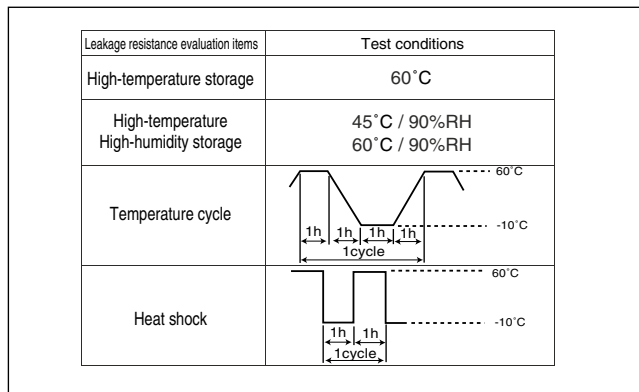 Leakage resistance evaluation items
Test conditions
High-temperature storage
60˚C
High-temperature
High-humidity storage
45˚C / 90%RH
60˚C / 90%RH
Temperature cycle
60˚C
-10˚C
1h 1h 1h 1h
1cycle
Heat shock
60˚C
-10˚C
1h 1h
1cycle